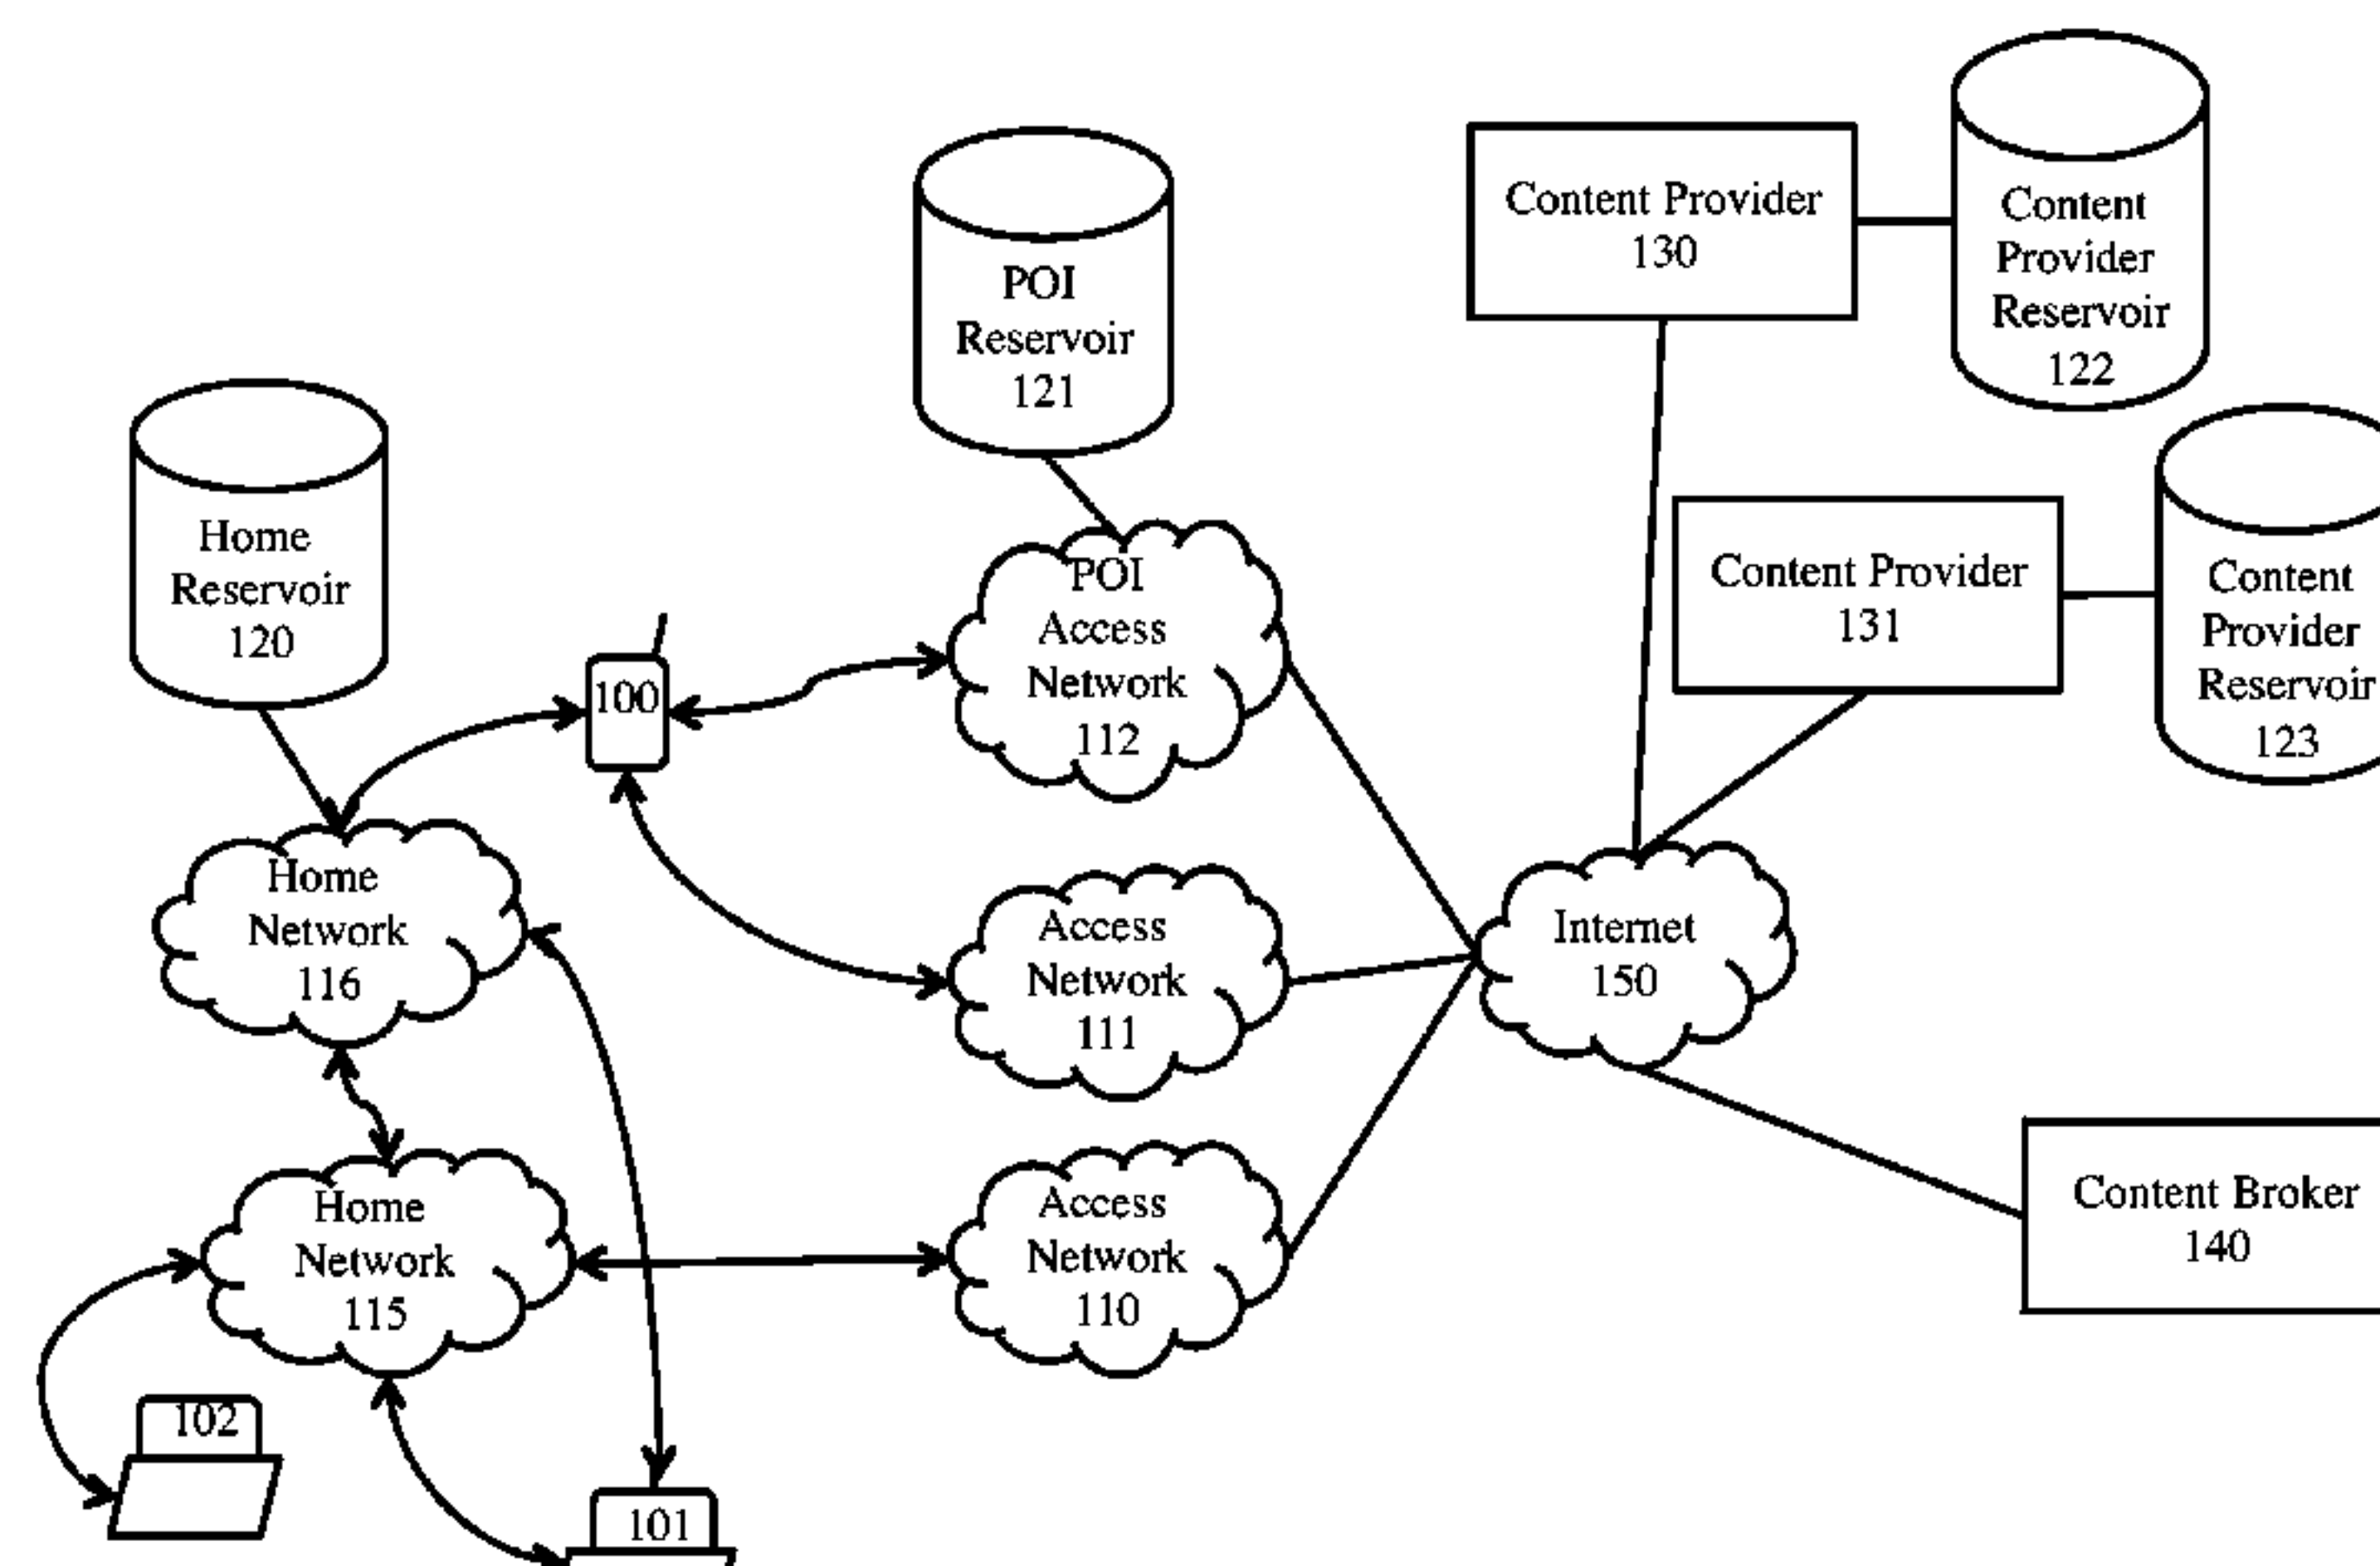 Content Provider
130
Content
Provider
Reservoir
122
POI
Reservoir
121
Home
Reservoir
120
Content Provider
131
Content
Provider
Reservoir
123
100
POI
Access
Network
112
Home
Network
116
Access
Network
111
Internet
150
Home
Network
115
Access
Network
110
Content Broker
140
102
101